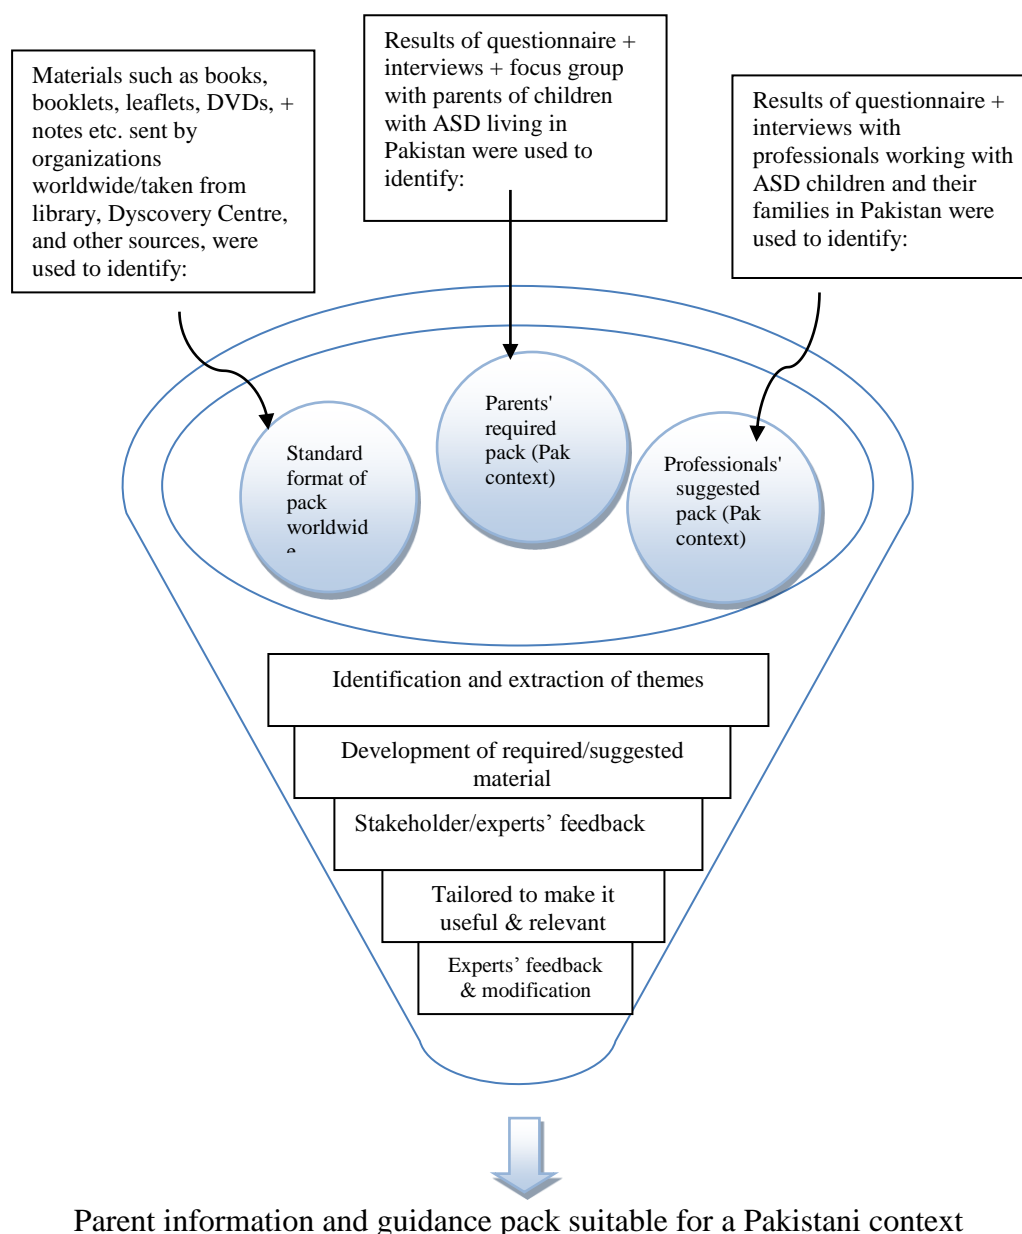 Materials such as books,
booklets, leaflets, DVDs, +
notes etc. sent by
organizations
worldwide/taken from
library, Dyscovery Centre,
and other sources, were
used to identify:
Results of questionnaire +
interviews + focus group
with parents of children
with ASD living in
Pakistan were used to
identify:
Results of questionnaire +
interviews with
professionals working with
ASD children and their
families in Pakistan were
used to identify:
Standard
format of
pack
worldwid
e
Parents'
required
pack (Pak
context)
Professionals'
suggested
pack (Pak
context)
Identification and extraction of themes
Development of required/suggested
material
Stakeholder/experts’ feedback
Tailored to make it
useful & relevant
Experts’ feedback
& modification
Parent information and guidance pack suitable for a Pakistani context